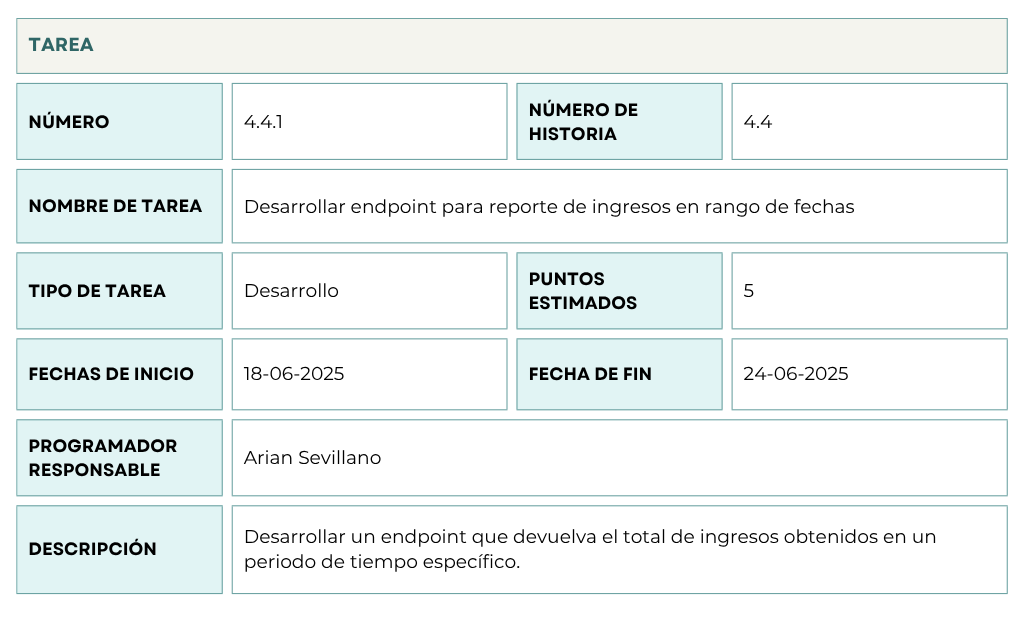 TAREA
NÚMERO
4.4.1
NÚMERO DE
HISTORIA
4.4
NOMBRE DE TAREA
Desarrollar endpoint para reporte de ingresos en rango de fechas
TIPO DE TAREA
Desarrollo
PUNTOS
ESTIMADOS
5
FECHAS DE INICIO
18-06-2025
FECHA DE FIN
24-06-2025
PROGRAMADOR
RESPONSABLE
Arian Sevillano
DESCRIPCIÓN
Desarrollar un endpoint que devuelva el total de ingresos obtenidos en un
periodo de tiempo específico.